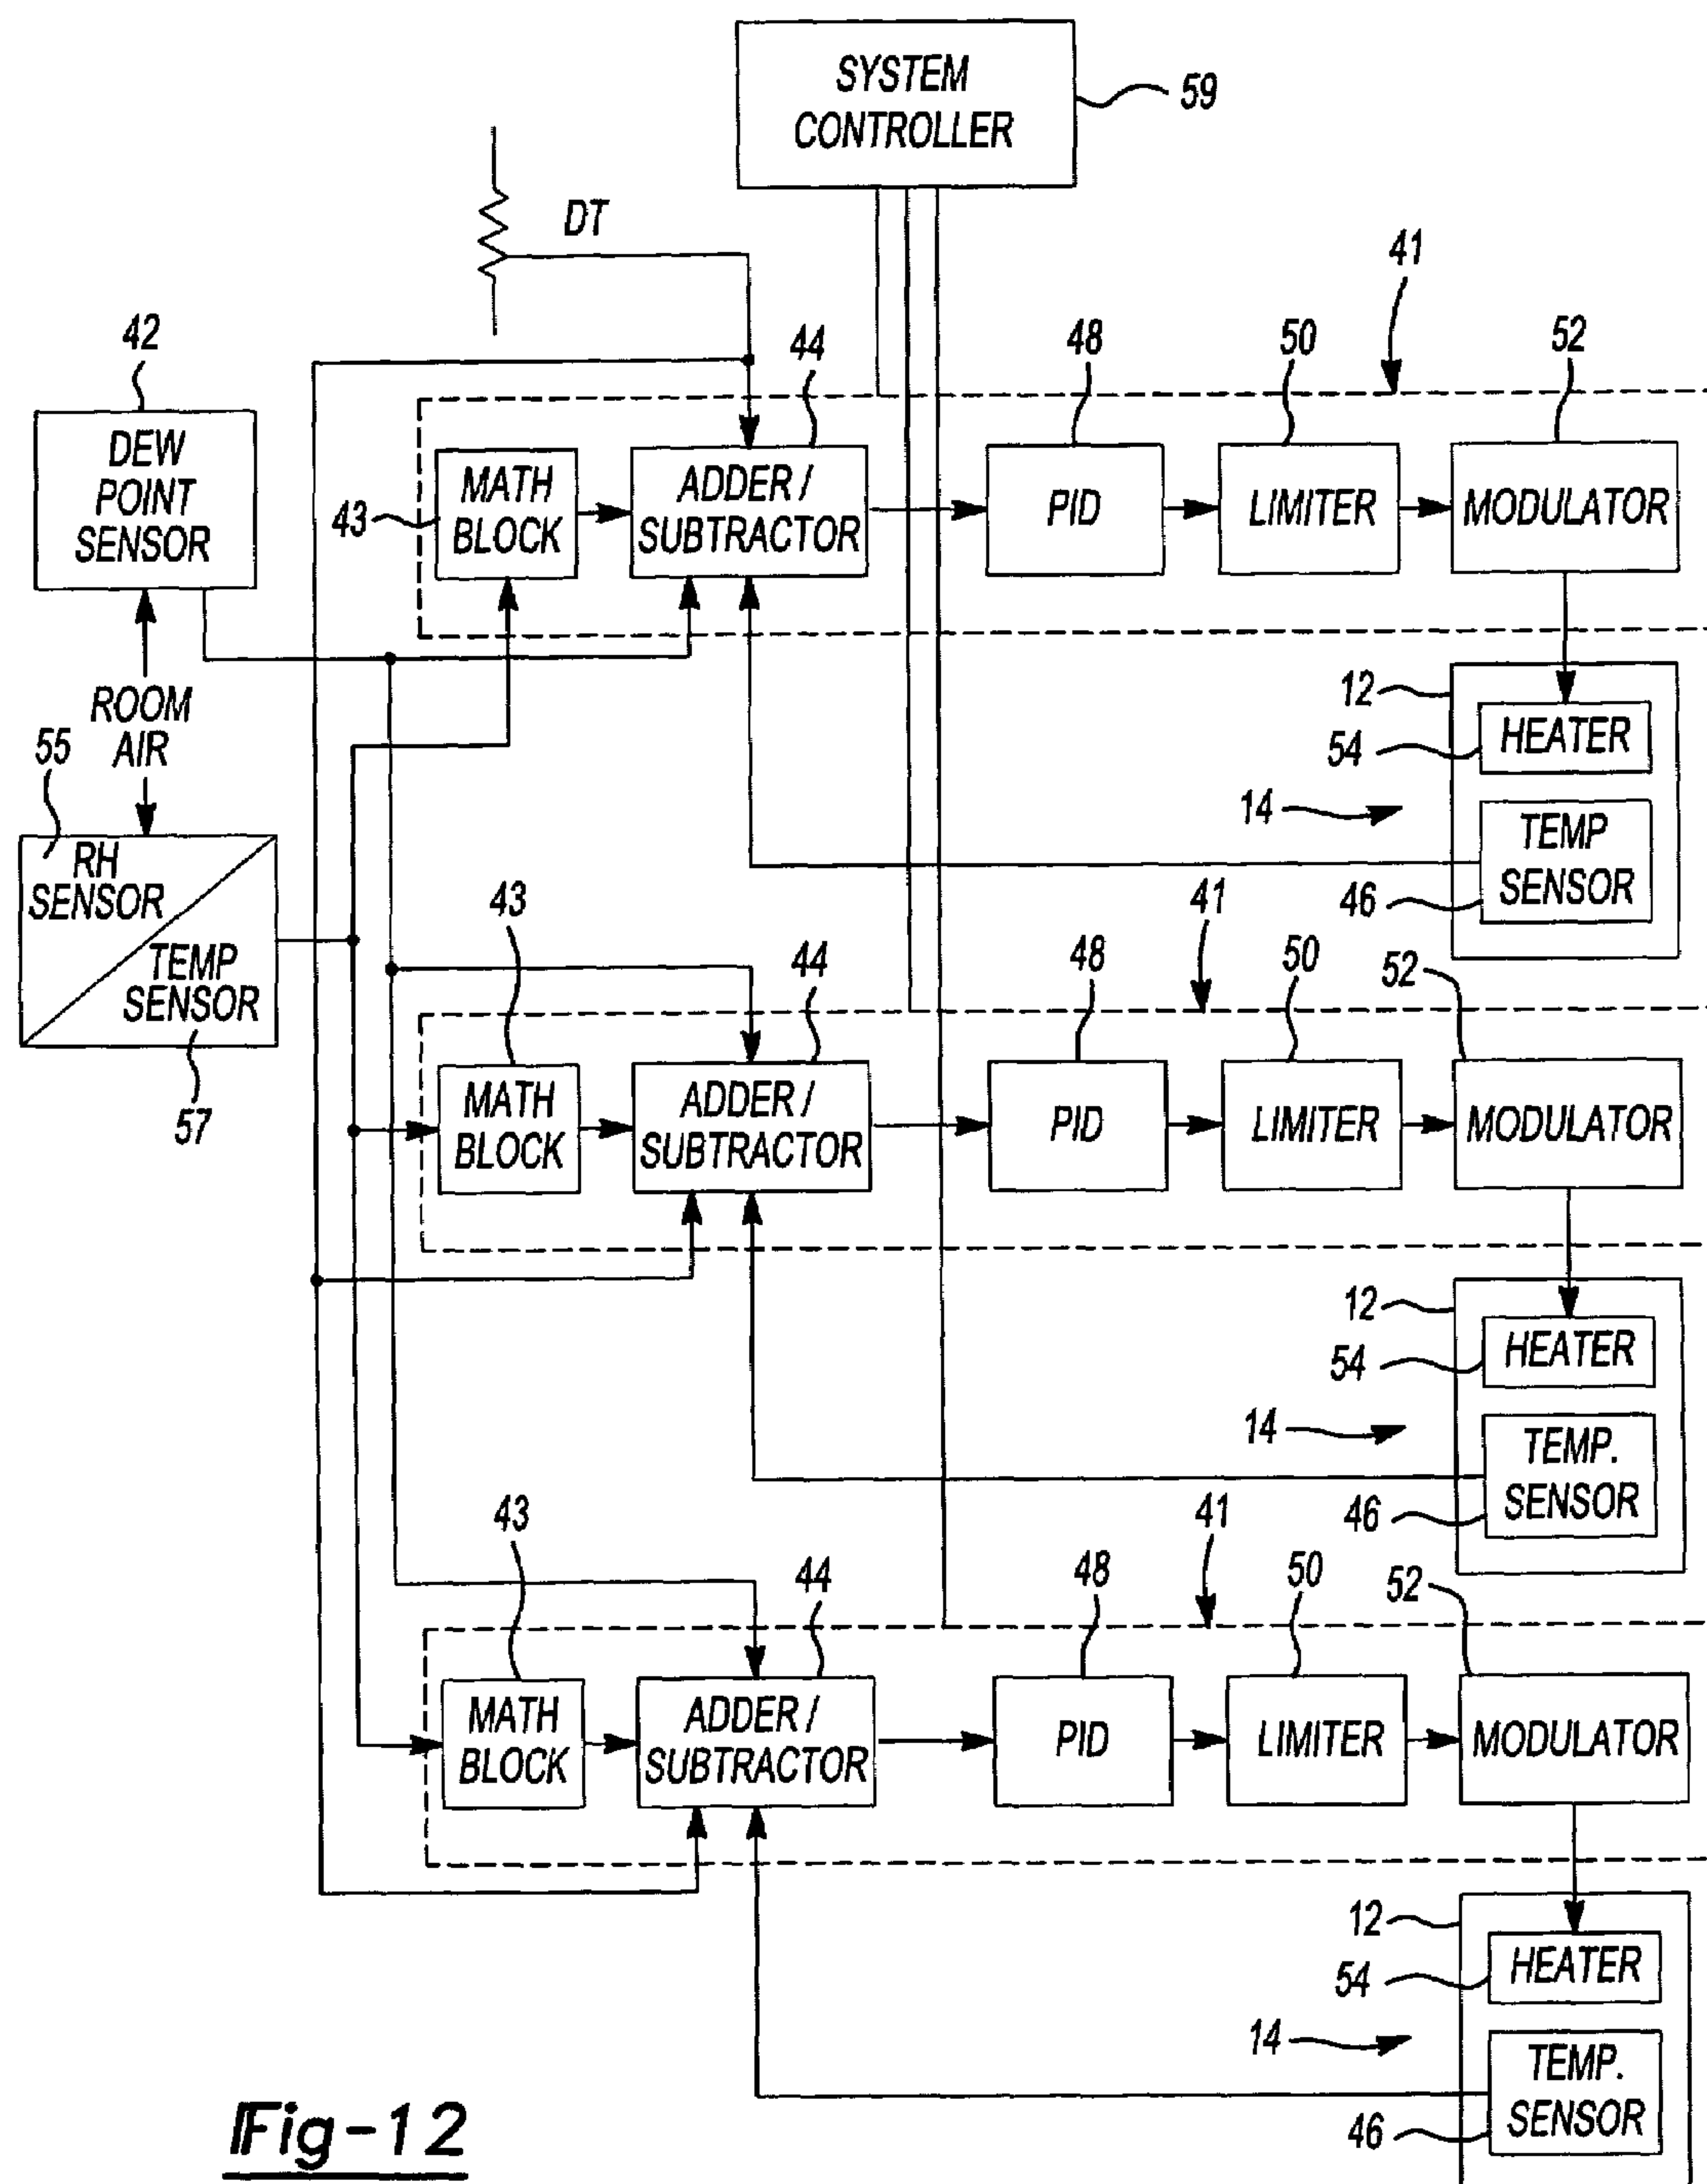 SYSTEM
CONTROLLER
59
DT
41
42
44
48
50
52
DEW
POINT
SENSOR
43
MATH
BLOCK
ADDER /
SUBTRACTOR
PID
LIMITER
MODULATOR
ROOM
AIR
12
HEATER
54
55
14
RH
SENSOR
TEMP
SENSOR
57
TEMP
SENSOR
46
43
44
48
41
50
52
MATH
BLOCK
ADDER /
SUBTRACTOR
PID
LIMITER
MODULATOR
12
HEATER
54
14
TEMP.
SENSOR
46
43
44
48
41
50
52
MATH
BLOCK
ADDER /
SUBTRACTOR
PID
LIMITER
MODULATOR
12
HEATER
54
14
TEMP.
SENSOR
46
Fig-12